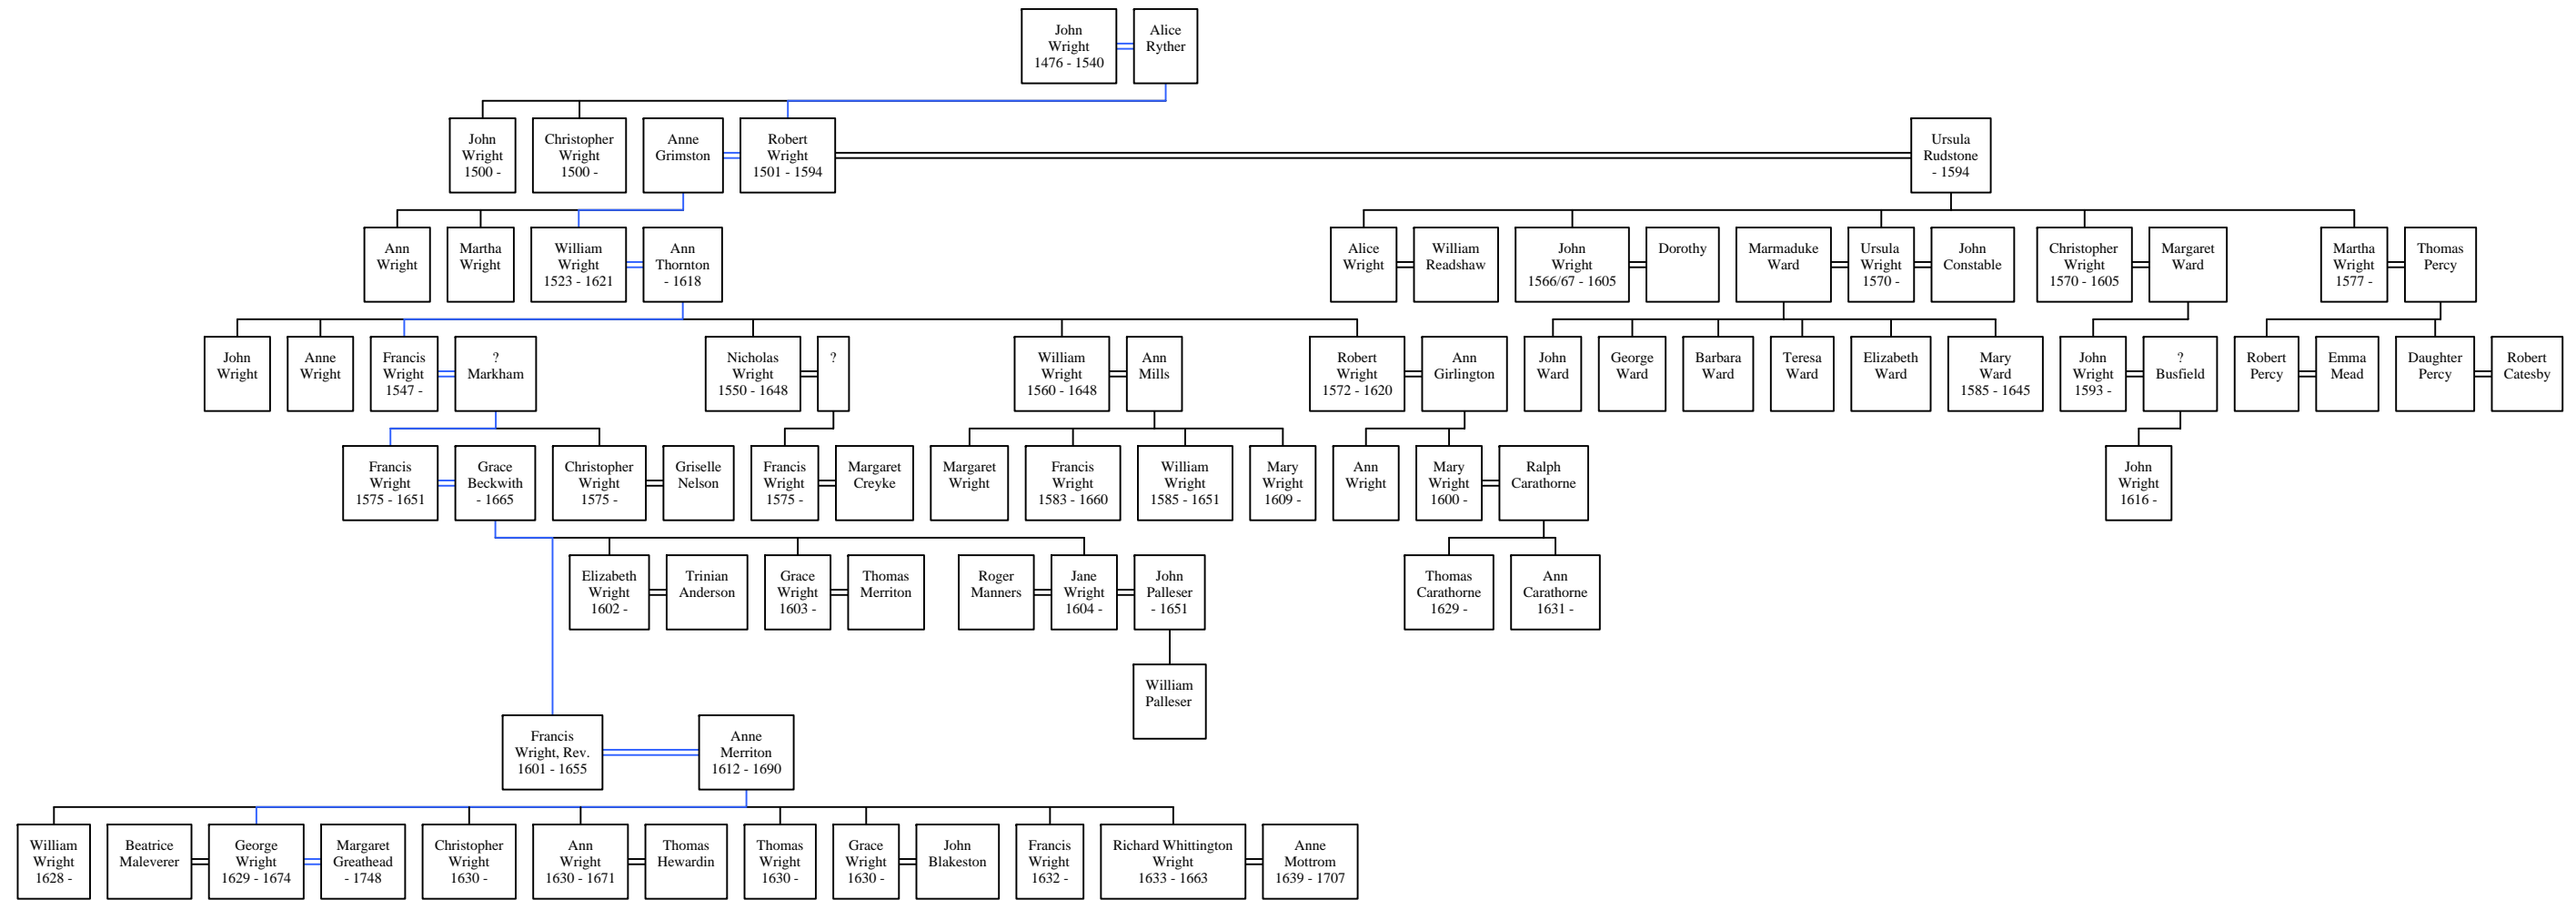 John
Wright
1476 - 1540
Alice
Ryther
John
Wright
1500 -
Christopher
Wright
1500 -
Anne
Grimston
Robert
Wright
1501 - 1594
Ursula
Rudstone
- 1594
Ann
Wright
Martha
Wright
William
Wright
1523 - 1621
Ann
Thornton
- 1618
Alice
Wright
William
Readshaw
John
Wright
1566/67 - 1605
Dorothy
Marmaduke
Ward
Ursula
Wright
1570 -
John
Constable
Christopher
Wright
1570 - 1605
Margaret
Ward
Martha
Wright
1577 -
Thomas
Percy
John
Wright
Anne
Wright
Francis
Wright
1547 -
?
Markham
Nicholas
Wright
1550 - 1648
?
William
Wright
1560 - 1648
Ann
Mills
Robert
Wright
1572 - 1620
Ann
Girlington
John
Ward
George
Ward
Barbara
Ward
Teresa
Ward
Elizabeth
Ward
Mary
Ward
1585 - 1645
John
Wright
1593 -
?
Busfield
Robert
Percy
Emma
Mead
Daughter
Percy
Robert
Catesby
Francis
Wright
1575 - 1651
Grace
Beckwith
- 1665
Christopher
Wright
1575 -
Griselle
Nelson
Francis
Wright
1575 -
Margaret
Creyke
Margaret
Wright
Francis
Wright
1583 - 1660
William
Wright
1585 - 1651
Mary
Wright
1609 -
Ann
Wright
Mary
Wright
1600 -
Ralph
Carathorne
John
Wright
1616 -
Elizabeth
Wright
1602 -
Trinian
Anderson
Grace
Wright
1603 -
Thomas
Merriton
Roger
Manners
Jane
Wright
1604 -
John
Palleser
- 1651
Thomas
Carathorne
1629 -
Ann
Carathorne
1631 -
William
Palleser
Francis
Wright, Rev.
1601 - 1655
Anne
Merriton
1612 - 1690
William
Wright
1628 -
Beatrice
Maleverer
George
Wright
1629 - 1674
Margaret
Greathead
- 1748
Christopher
Wright
1630 -
Ann
Wright
1630 - 1671
Thomas
Hewardin
Thomas
Wright
1630 -
Grace
Wright
1630 -
John
Blakeston
Francis
Wright
1632 -
Richard Whittington
Wright
1633 - 1663
Anne
Mottrom
1639 - 1707